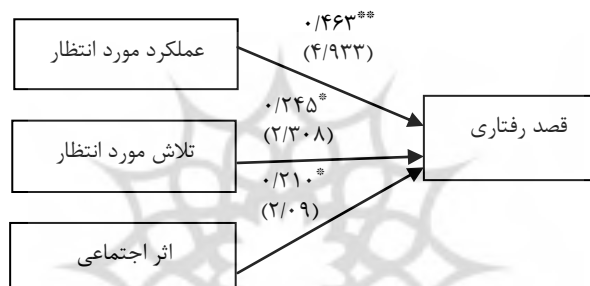 ۰/۴۶۳**
(۴/۹۳۳)
عملکرد مورد انتظار
۰/۲۴۵*
(۲/۳۰۸)
قصد رفتاری
تلاش مورد انتظار
۰/۲۱۰*
(۲/۰۹)
اثر اجتماعی